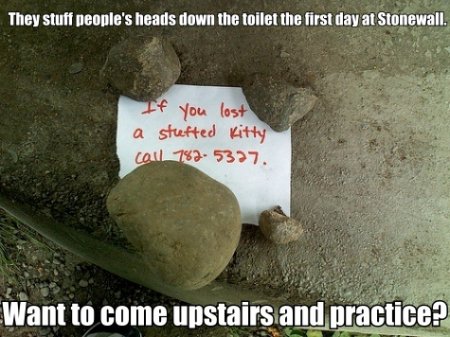 They stuff people's heads down the toilet the first day at Stonewall.
If you lost
a stuffed kitty
call 782-5327.
Want to come upstairs and practice?